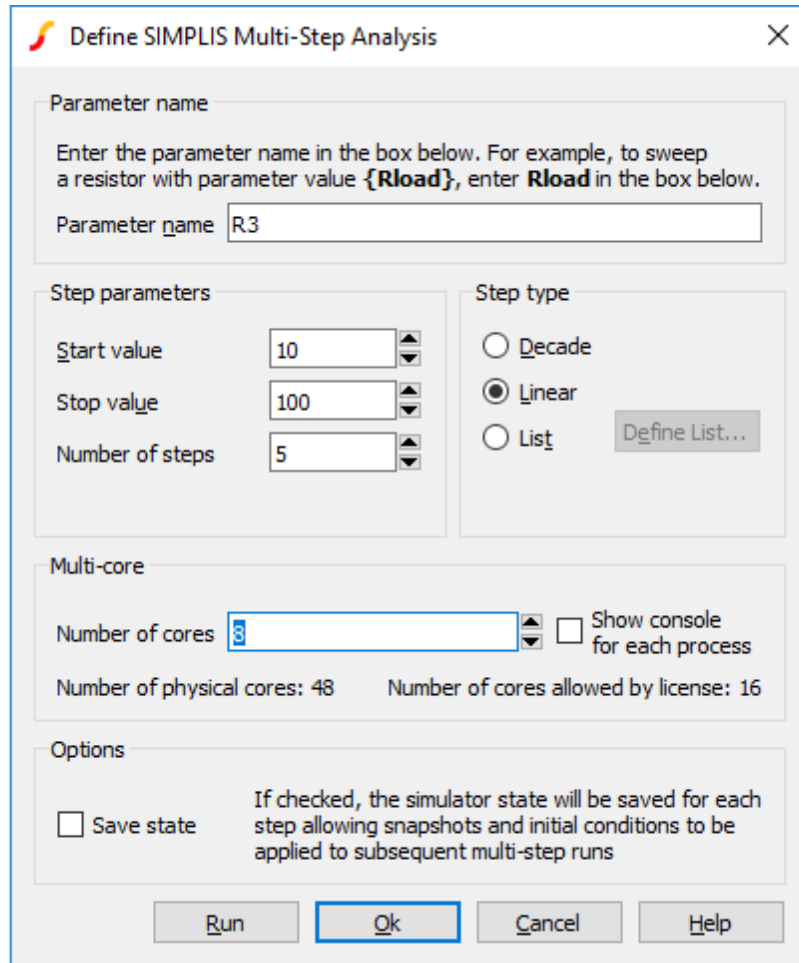 Define SIMPLIS Multi-Step Analysis
Parameter name
Enter the parameter name in the box below. For example, to sweep
a resistor with parameter value {Rload}, enter Rload in the box below.
Parameter name R3
Step parameters
Start value 10
Stop value 100
Number of steps 5
Step type
Decade
Linear
List Define List...
Multi-core
Number of cores 8
Show console
for each process
Number of physical cores: 48 Number of cores allowed by license: 16
Options
Save state
If checked, the simulator state will be saved for each
step allowing snapshots and initial conditions to be
applied to subsequent multi-step runs
Run Ok Cancel Help